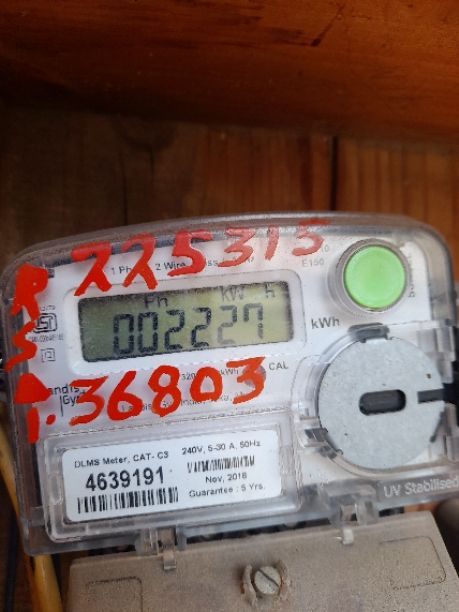 225315
1 Ph 2 Wire
E150
Ph kW h
002227
kWh
CAL
36803
DLMS Meter, CAT- C3 240V, 5-30 A, 50Hz
4639191
Nov, 2018
Guarantee : 5 Yrs.
UV Stabilised